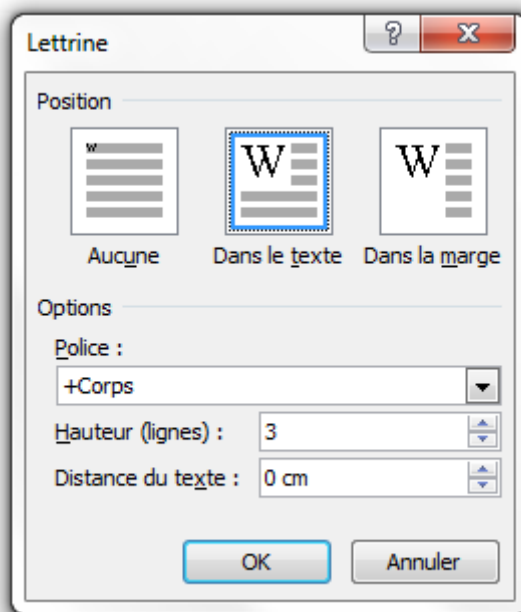 Lettrine
Position
W W W
Aucune Dans le texte Dans la marge
Options
Police :
+Corps
Hauteur (lignes) : 3
Distance du texte : 0 cm
OK Annuler